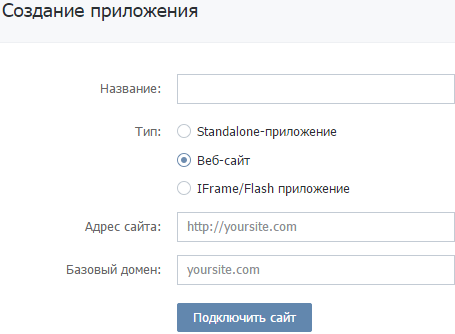 Создание приложения
Название:
Тип: Standalone-приложение
Веб-сайт
IFrame/Flash приложение
Адрес сайта: http://yoursite.com
Базовый домен: yoursite.com
Подключить сайт